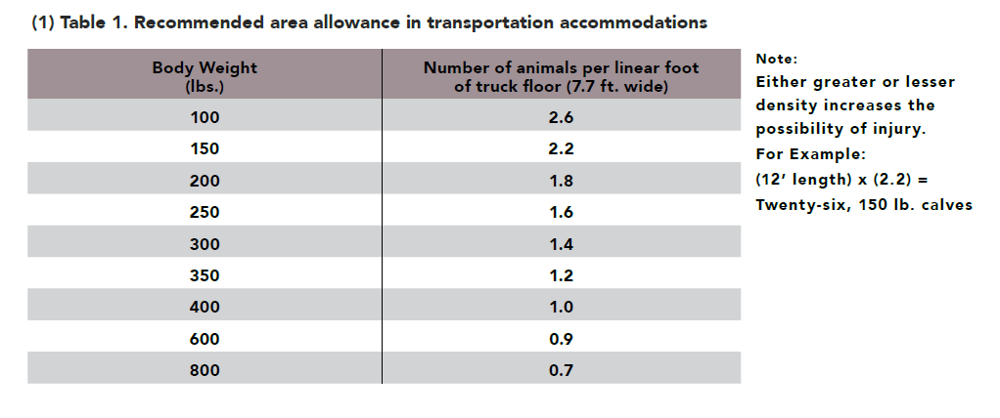 (1) Table 1. Recommended area allowance in transportation accommodations
Body Weight
(lbs.)
Number of animals per linear foot
of truck floor (7.7 ft. wide)
100 2.6
150 2.2
200 1.8
250 1.6
300 1.4
350 1.2
400 1.0
600 0.9
800 0.7
Note:
Either greater or lesser
density increases the
possibility of injury.
For Example:
(12’ length) x (2.2) =
Twenty-six, 150 lb. calves